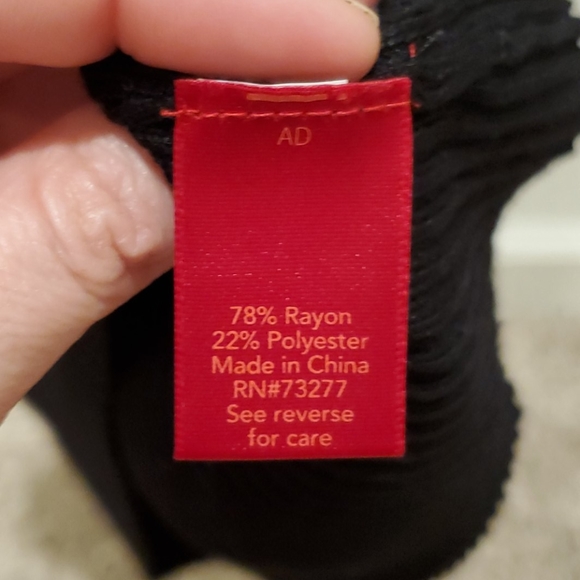 AD
78% Rayon
22% Polyester
Made in China
RN#73277
See reverse
for care